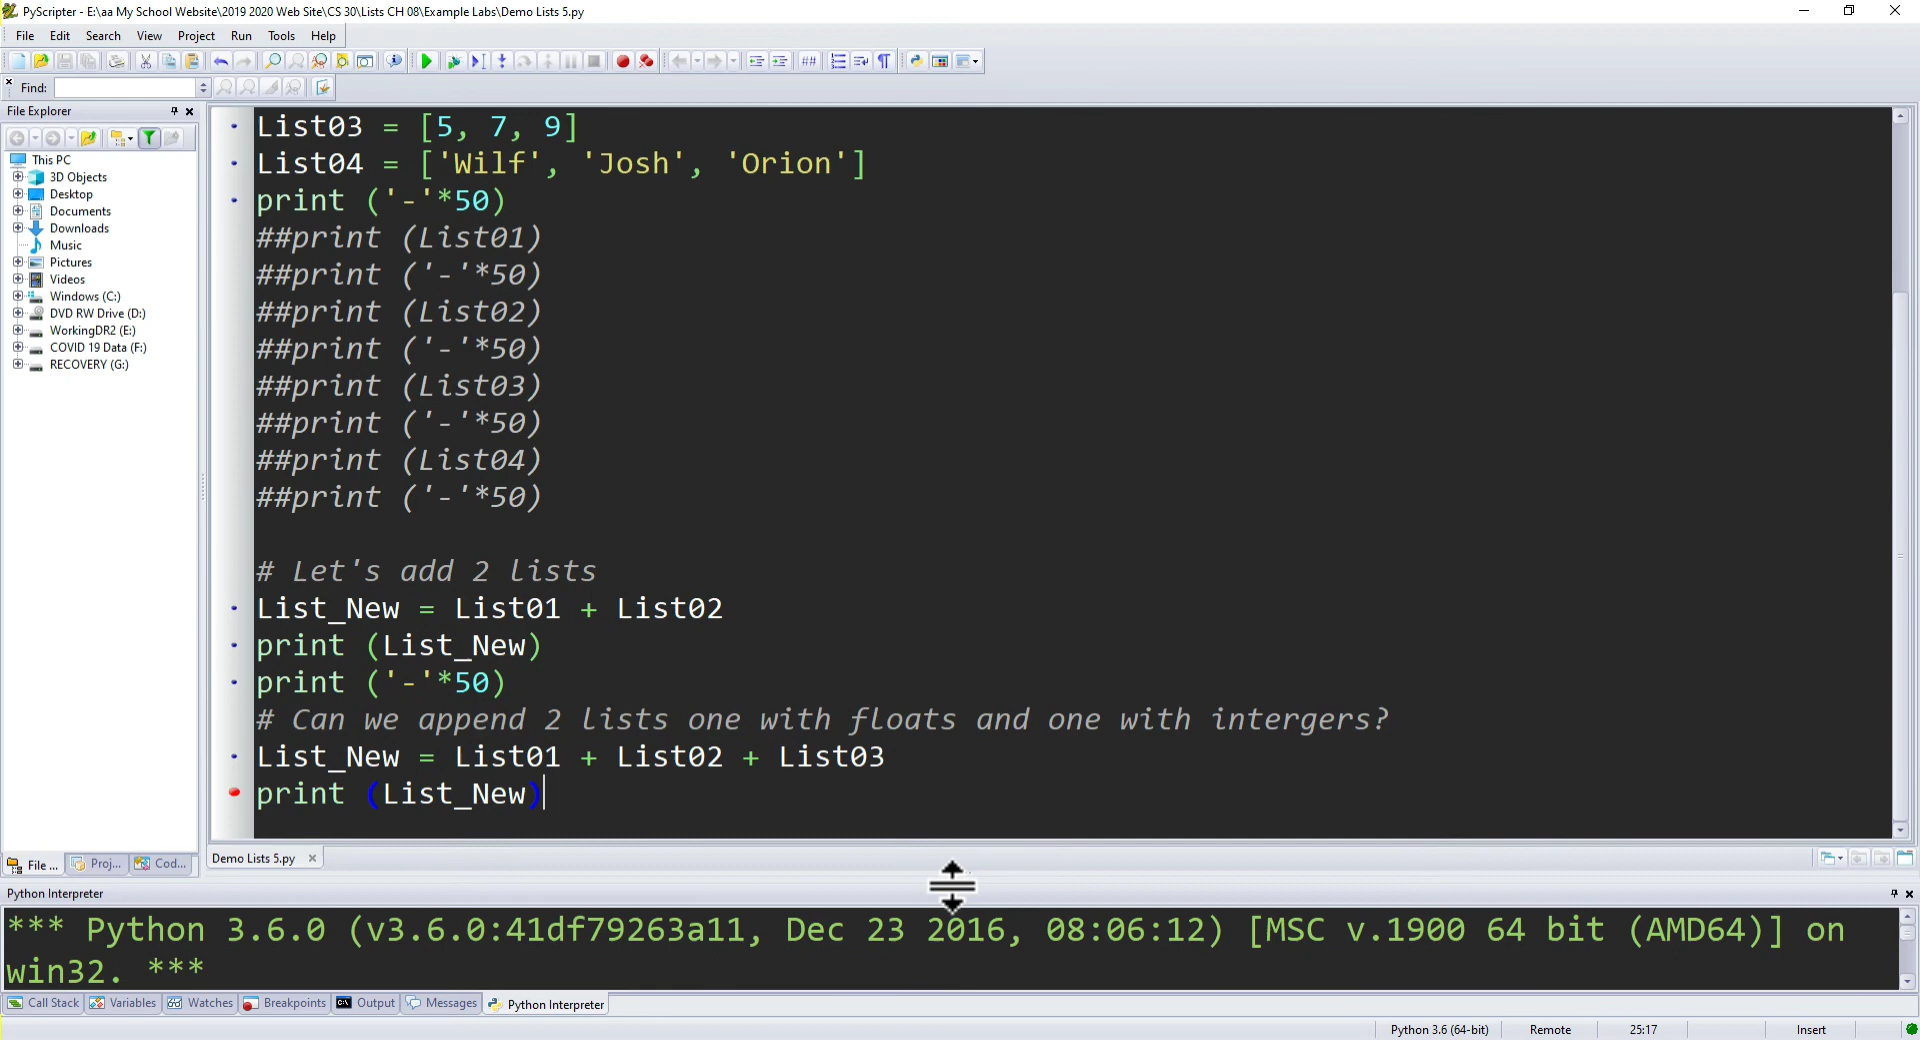 PyScripter - E:\aa My School Website\2019 2020 Web Site\CS 30\Lists CH 08\Example Labs\Demo Lists 5.py
File Edit Search View Project Run Tools Help
Find:
File Explorer
This PC
3D Objects
Desktop
Documents
Downloads
Music
Pictures
Videos
Windows (C:)
DVD RW Drive (D:)
WorkingDR2 (E:)
COVID 19 Data (F:)
RECOVERY (G:)
File ... Proj... Cod...
List03 = [5, 7, 9]
List04 = ['Wilf', 'Josh', 'Orion']
print ('-'*50)
##print (List01)
##print ('-'*50)
##print (List02)
##print ('-'*50)
##print (List03)
##print ('-'*50)
##print (List04)
##print ('-'*50)
# Let's add 2 lists
List_New = List01 + List02
print (List_New)
print ('-'*50)
# Can we append 2 lists one with floats and one with intergers?
List_New = List01 + List02 + List03
print (List_New)
Demo Lists 5.py
Python Interpreter
*** Python 3.6.0 (v3.6.0:41df79263a11, Dec 23 2016, 08:06:12) [MSC v.1900 64 bit (AMD64)] on
win32. ***
Call Stack Variables Watches Breakpoints Output Messages Python Interpreter
Python 3.6 (64-bit) Remote 25:17 Insert